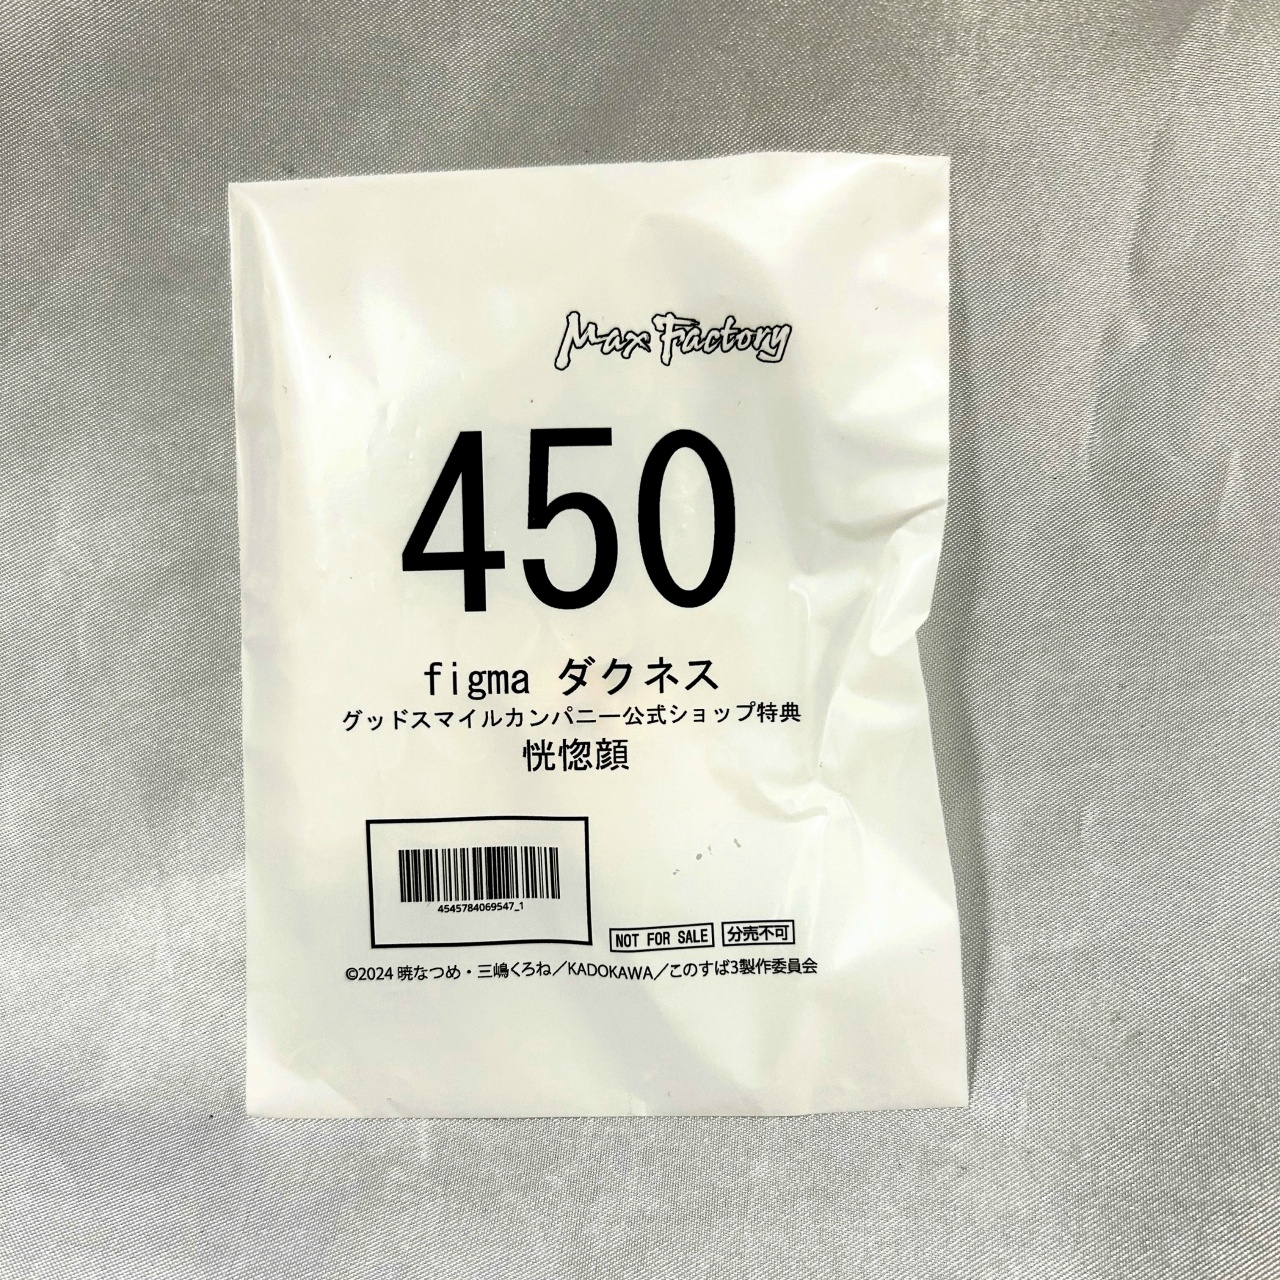 Max Factory
450
figma ダクネス
グッドスマイルカンパニー公式ショップ特典
恍惚顔
4545784069547_1
NOT FOR SALE 分売不可
©2024 暁なつめ・三嶋くろね／KADOKAWA／このすば3製作委員会